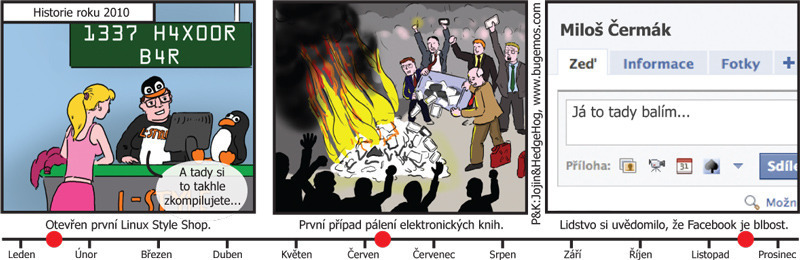 Historie roku 2010
1337 H4XOOR
B4R
A tady si
to takhle
zkompilujete...
I-S
Otevřen první Linux Style Shop.
První případ pálení elektronických knih.
P&K:Jojin&HedgeHog, www.bugemos.com
Miloš Čermák
Zeď Informace Fotky +
Já to tady balím...
Příloha: 31 Sdíle
Možn
Lidstvo si uvědomilo, že Facebook je blbost.
Leden Únor Březen Duben Květen Červen Červenec Srpen Září Říjen Listopad Prosinec